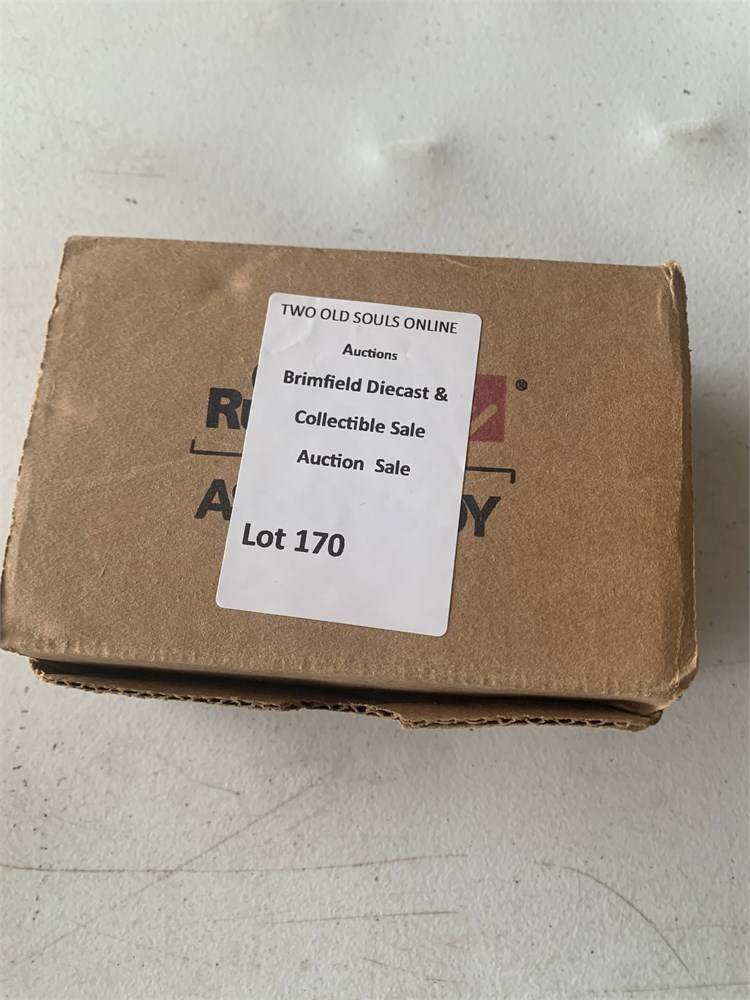 TWO OLD SOULS ONLINE
Auctions
Brimfield Diecast &
Collectible Sale
Auction Sale
Lot 170
®